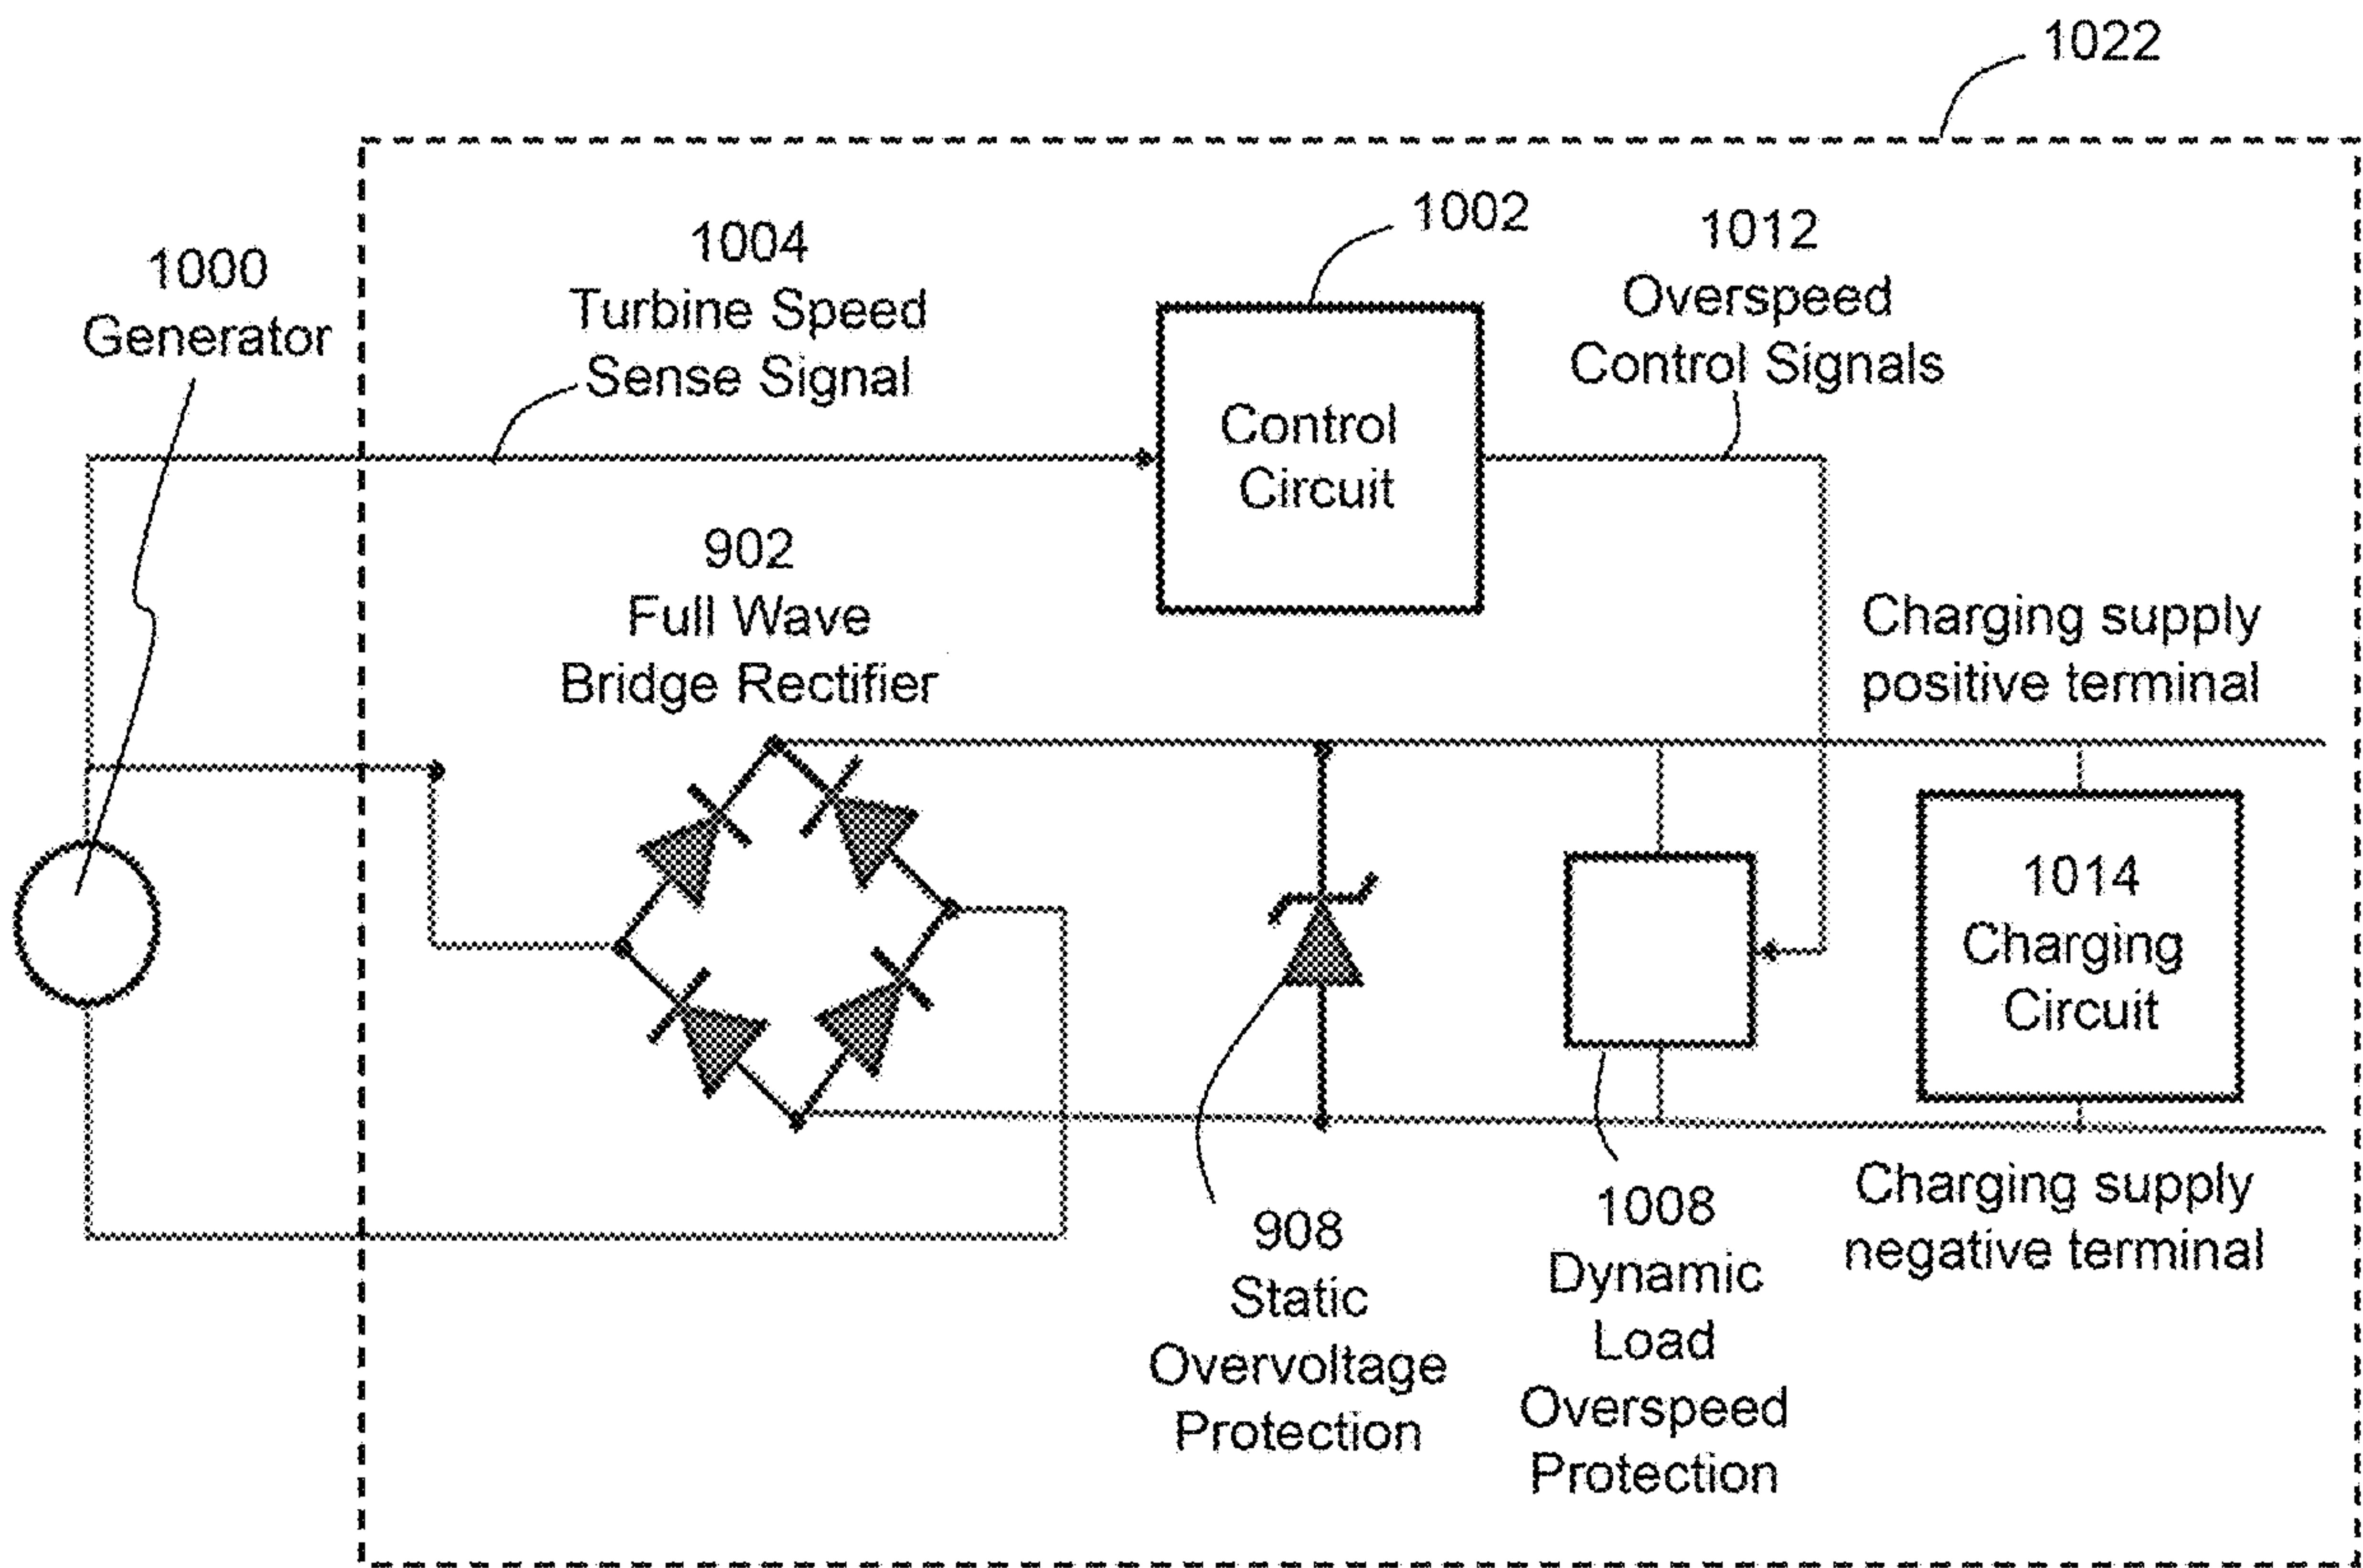 1022
1000
Generator
1004
Turbine Speed
Sense Signal
1002
Control
Circuit
1012
Overspeed
Control Signals
902
Full Wave
Bridge Rectifier
Charging supply
positive terminal
1014
Charging
Circuit
908
Static
Overvoltage
Protection
1008
Dynamic
Load
Overspeed
Protection
Charging supply
negative terminal